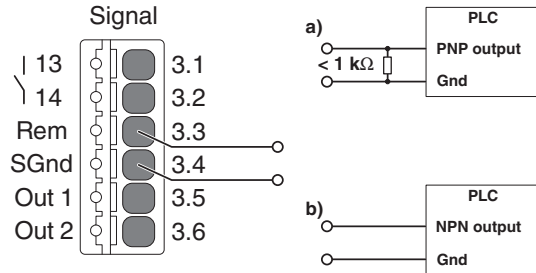 Signal
13 3.1
14 3.2
Rem 3.3
SGnd 3.4
Out 1 3.5
Out 2 3.6
a)
PLC
PNP output
< 1 kΩ
Gnd
b)
PLC
NPN output
Gnd